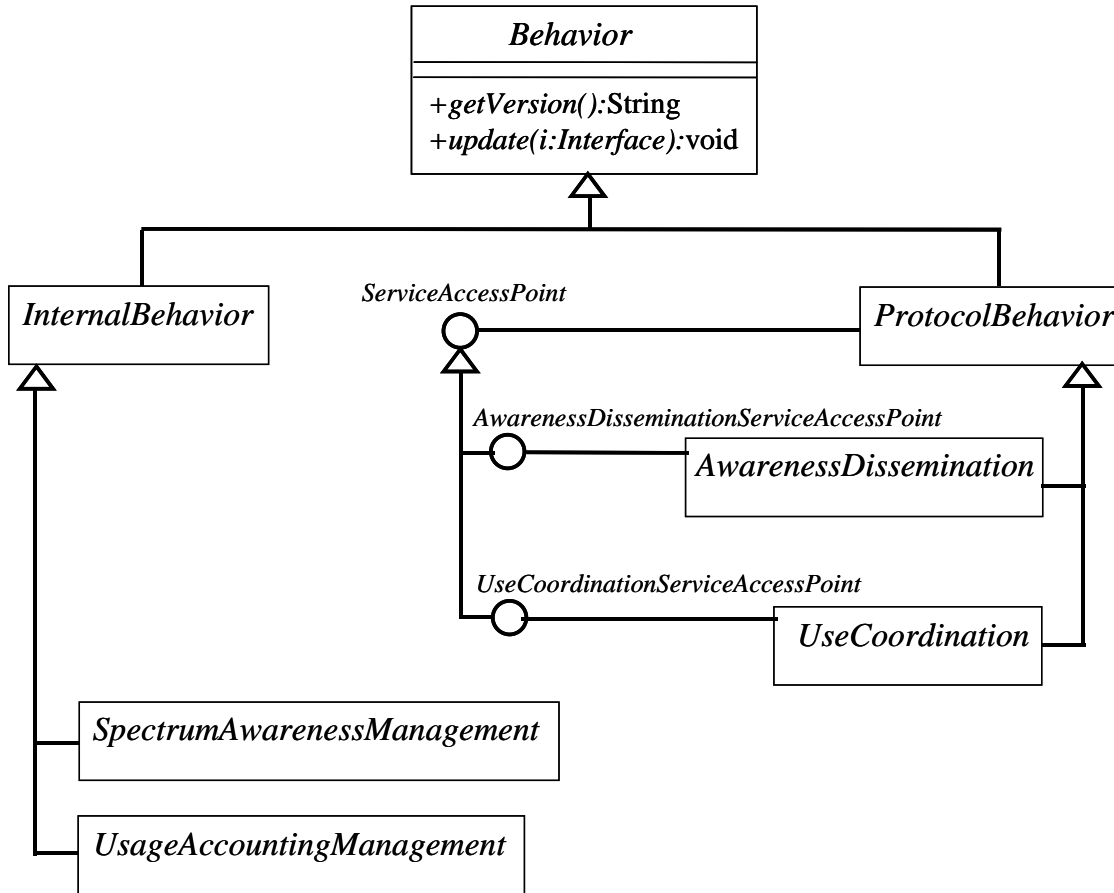 Behavior
+getVersion():String
+update(i:Interface):void
InternalBehavior
ServiceAccessPoint
ProtocolBehavior
AwarenessDisseminationServiceAccessPoint
AwarenessDissemination
UseCoordinationServiceAccessPoint
UseCoordination
SpectrumAwarenessManagement
UsageAccountingManagement